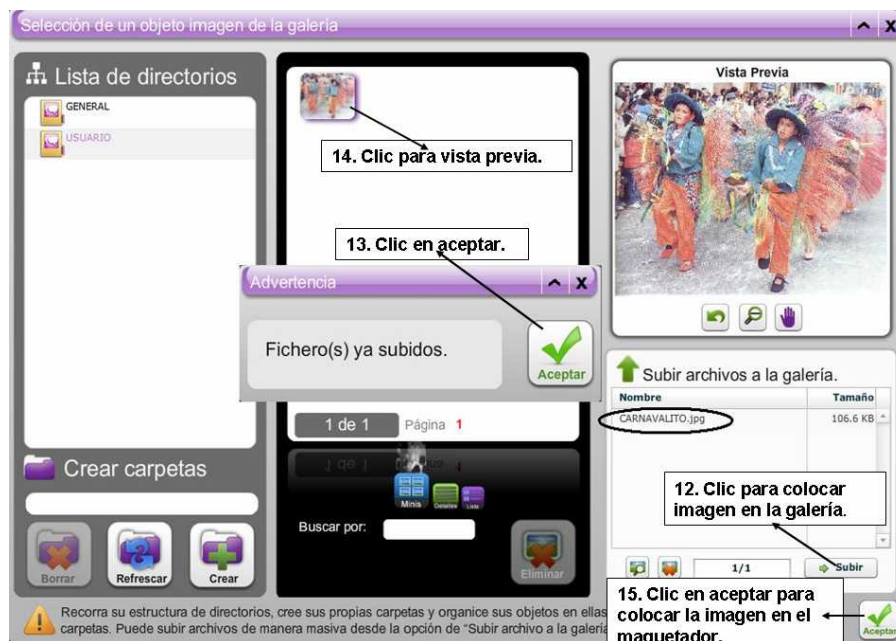 Selección de un objeto imagen de la galería
Lista de directorios
GENERAL
USUARIO
Crear carpetas
Borrar
Refrescar
Crear
14. Clic para vista previa.
13. Clic en aceptar.
Advertencia
Fichero(s) ya subidos.
Aceptar
1 de 1
Página 1
1 de 1
Minis
Detalles
Lista
Buscar por:
Eliminar
Vista Previa
Subir archivos a la galería.
Nombre
Tamaño
CARNAVALITO.jpg
106.6 KB
12. Clic para colocar
imagen en la galería.
1/1
Subir
15. Clic en aceptar para
colocar la imagen en el
maquetador.
Aceptar
Recorra su estructura de directorios, cree sus propias carpetas y organice sus objetos en ellas
carpetas. Puede subir archivos de manera masiva desde la opción de "Subir archivo a la galería